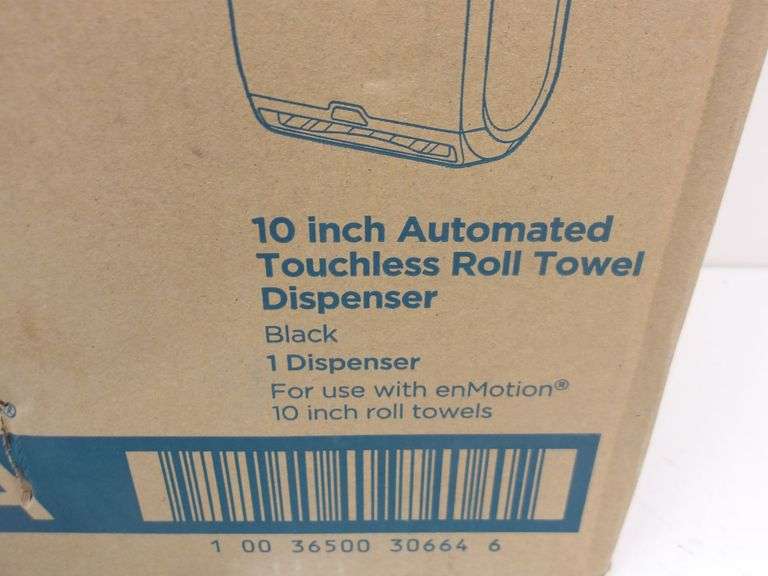 10 inch Automated
Touchless Roll Towel
Dispenser
Black
1 Dispenser
For use with enMotion®
10 inch roll towels
®
1 00 36500 30664 6